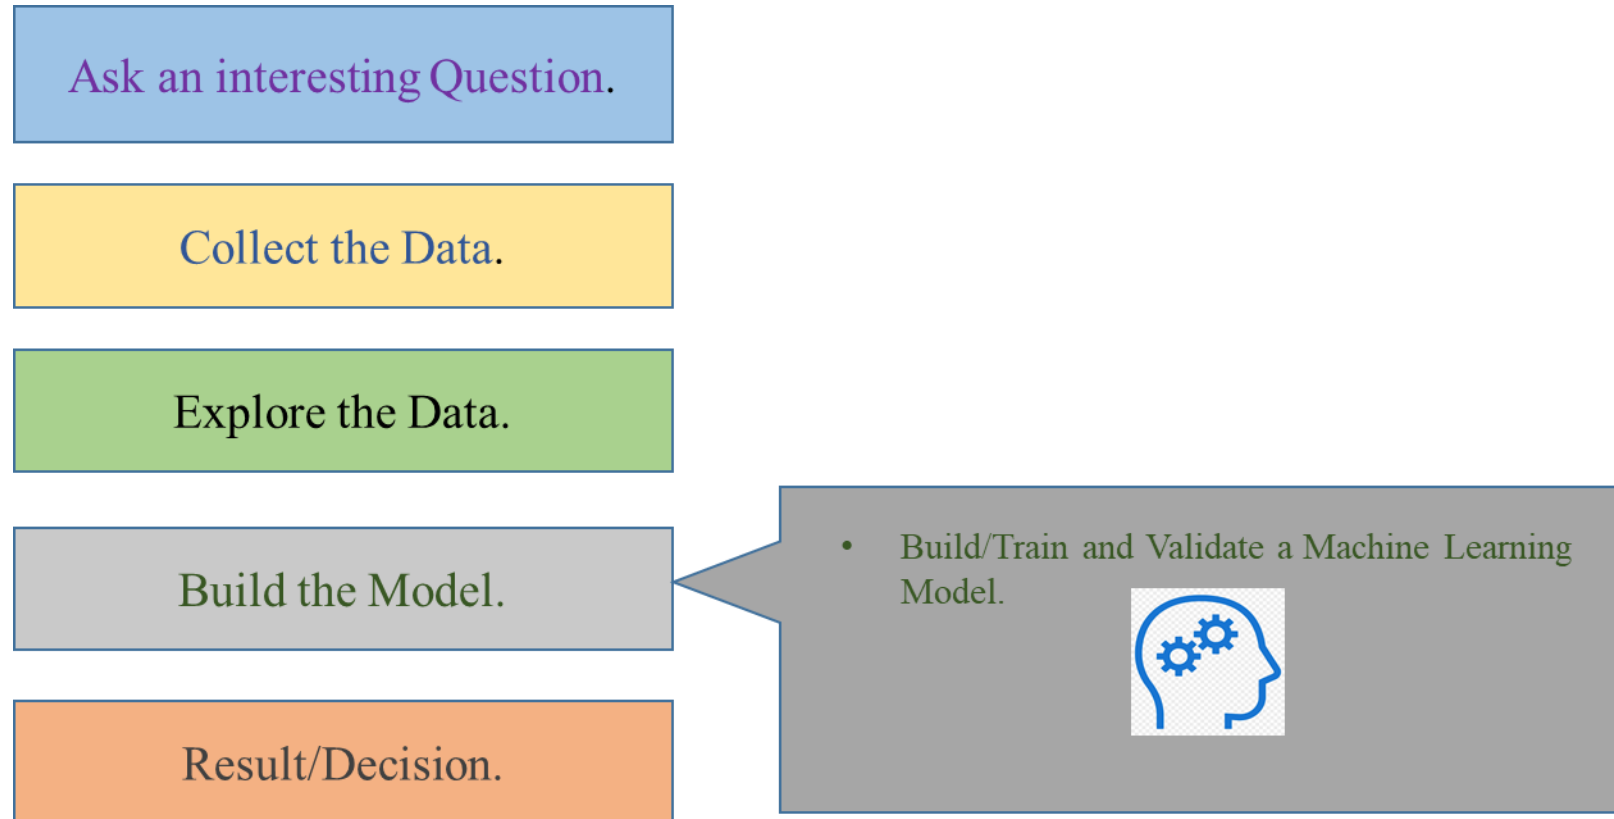 Ask an interesting Question.
Collect the Data.
Explore the Data.
Build the Model.
• Build/Train and Validate a Machine Learning
Model.
Result/Decision.